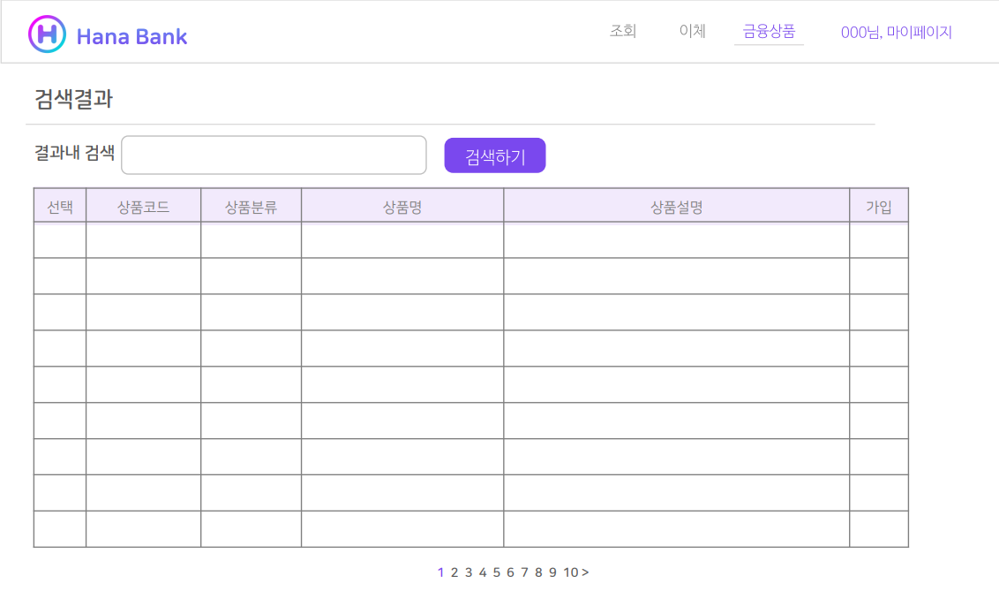 Hana Bank 조회 이체 금융상품 000님, 마이페이지
검색결과
결과내 검색 검색하기
선택 상품코드 상품분류 상품명 상품설명 가입
1 2 3 4 5 6 7 8 9 10 >